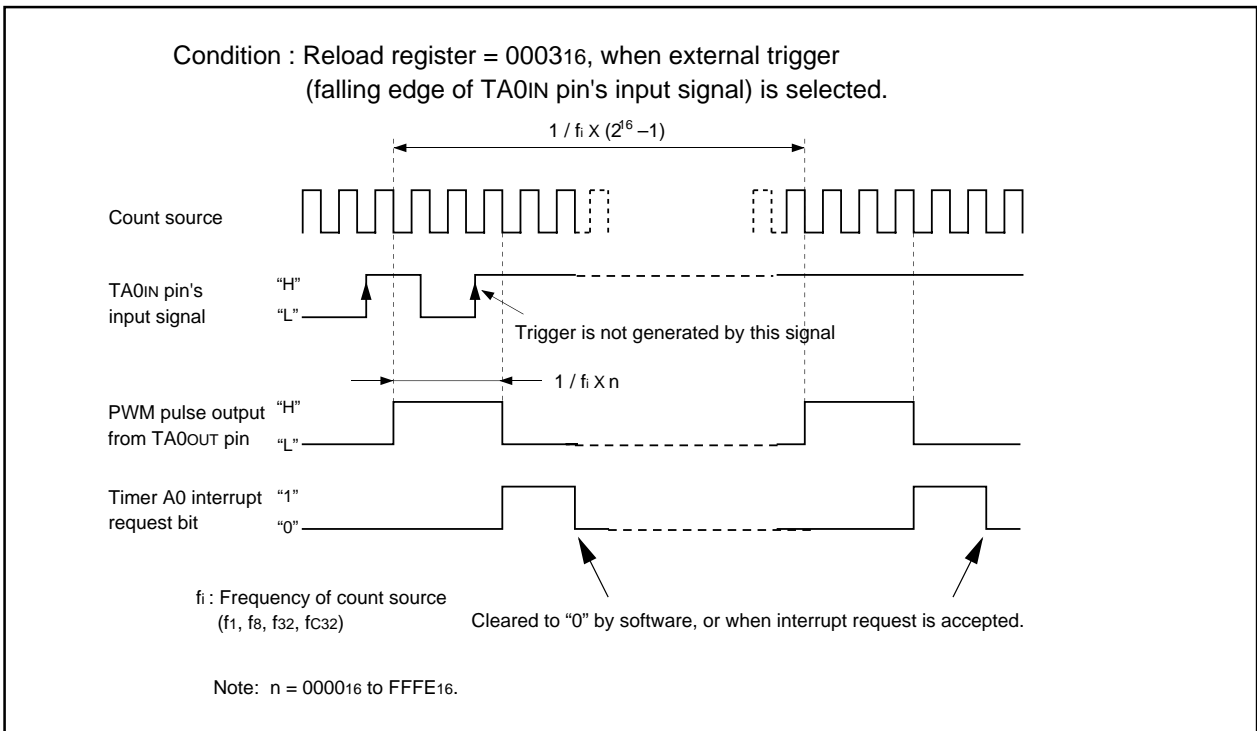 Condition : Reload register = 000316, when external trigger
(falling edge of TA0IN pin's input signal) is selected.
1 / fi X (2^16 –1)
Count source
TA0IN pin's
input signal
“H”
“L”
Trigger is not generated by this signal
1 / fi X n
PWM pulse output
from TA0OUT pin
“H”
“L”
Timer A0 interrupt
request bit
“1”
“0”
fi : Frequency of count source
(f1, f8, f32, fC32)
Cleared to “0” by software, or when interrupt request is accepted.
Note: n = 000016 to FFFE16.